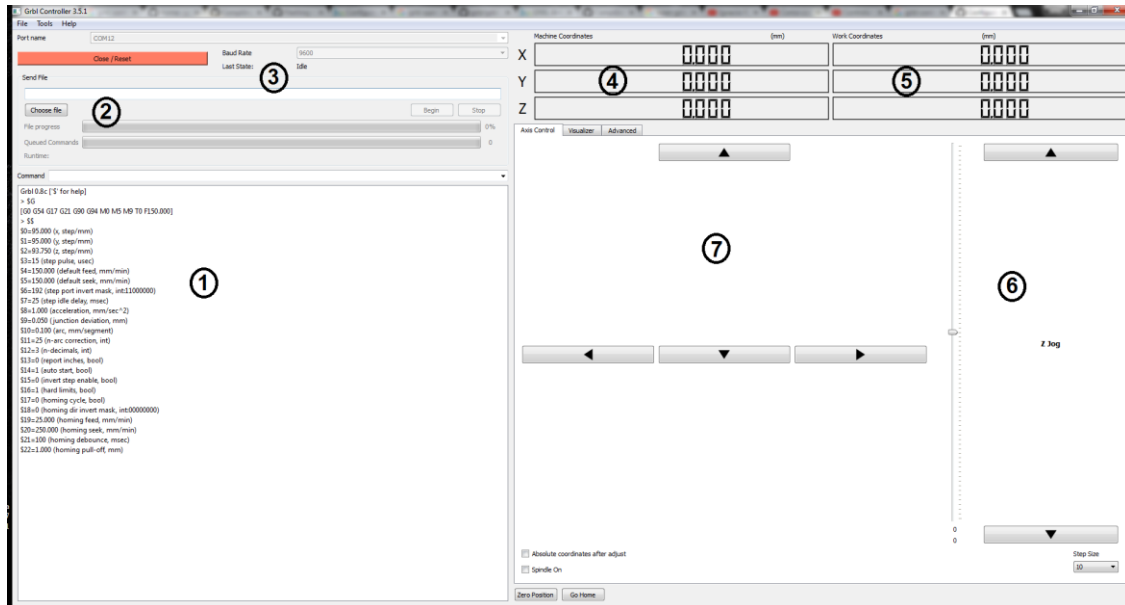 Grbl Controller 3.5.1
File Tools Help
Port name COM12
Close / Reset
Baud Rate 9600
Last State: Idle
3
Send File
Choose file
2
Begin Stop
File progress 0%
Queued Commands 0
Runtime:
Command
Grbl 0.8c ['$' for help]
> $G
[G0 G54 G17 G21 G90 G94 M0 M5 M9 T0 F150.000]
> $$
$0=95.000 (x, step/mm)
$1=95.000 (y, step/mm)
$2=93.750 (z, step/mm)
$3=15 (step pulse, usec)
$4=150.000 (default feed, mm/min)
$5=150.000 (default seek, mm/min)
$6=192 (step port invert mask, int:11000000)
$7=25 (step idle delay, msec)
$8=1.000 (acceleration, mm/sec^2)
$9=0.050 (junction deviation, mm)
$10=0.100 (arc, mm/segment)
$11=25 (n-arc correction, int)
$12=3 (n-decimals, int)
$13=0 (report inches, bool)
$14=1 (auto start, bool)
$15=0 (invert step enable, bool)
$16=1 (hard limits, bool)
$17=0 (homing cycle, bool)
$18=0 (homing dir invert mask, int:00000000)
$19=25.000 (homing feed, mm/min)
$20=250.000 (homing seek, mm/min)
$21=100 (homing debounce, msec)
$22=1.000 (homing pull-off, mm)
1
Machine Coordinates (mm) Work Coordinates (mm)
X 0.000 0.000
Y 0.000 0.000
Z 0.000 0.000
4
5
Axis Control Visualizer Advanced
7
6
Z Jog
0
0
Absolute coordinates after adjust
Spindle On
Step Size
10
Zero Position Go Home